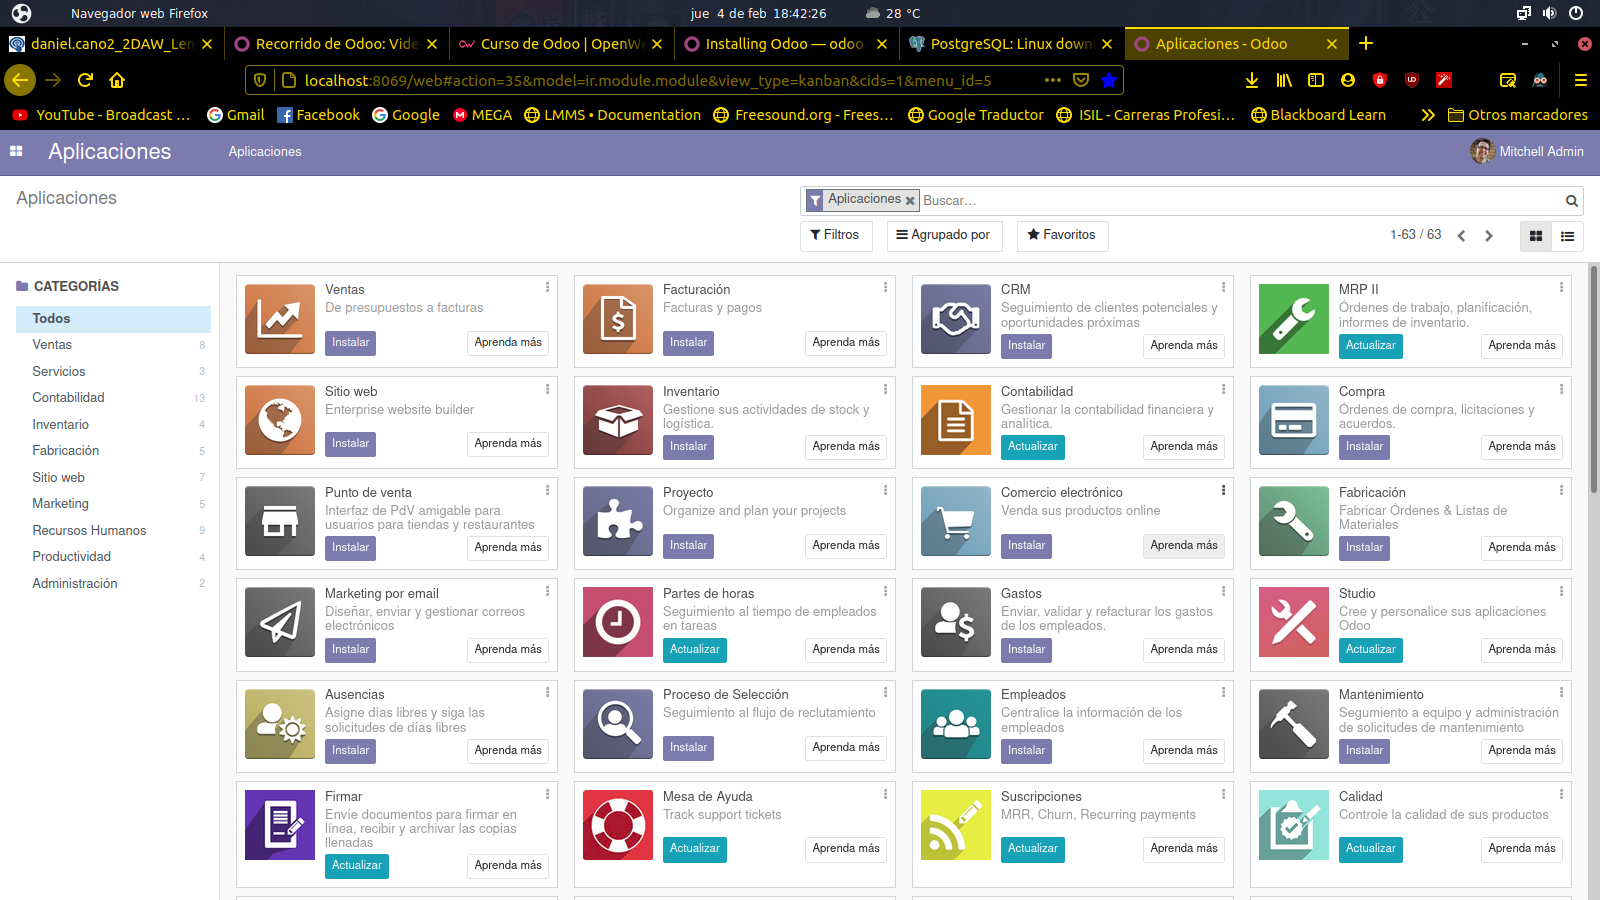 Navegador web Firefox
jue 4 de feb 18:42:26
28 °C
daniel.cano2_2DAW_Len
Recorrido de Odoo: Vide
Curso de Odoo | OpenWe
Installing Odoo — odoo
PostgreSQL: Linux down
Aplicaciones - Odoo
localhost:8069/web#action=35&model=ir.module.module&view_type=kanban&cids=1&menu_id=5
YouTube - Broadcast …
Gmail
Facebook
Google
MEGA
LMMS • Documentation
Freesound.org - Frees…
Google Traductor
ISIL - Carreras Profesi…
Blackboard Learn
Otros marcadores
Aplicaciones
Aplicaciones
Mitchell Admin
Aplicaciones
Aplicaciones
Buscar...
Filtros
Agrupado por
Favoritos
1-63 / 63
CATEGORÍAS
Todos
Ventas 8
Servicios 3
Contabilidad 13
Inventario 4
Fabricación 5
Sitio web 7
Marketing 5
Recursos Humanos 9
Productividad 4
Administración 2
Ventas
De presupuestos a facturas
Instalar
Aprenda más
Facturación
Facturas y pagos
Instalar
Aprenda más
CRM
Seguimiento de clientes potenciales y
oportunidades próximas
Instalar
Aprenda más
MRP II
Órdenes de trabajo, planificación,
informes de inventario.
Actualizar
Aprenda más
Sitio web
Enterprise website builder
Instalar
Aprenda más
Inventario
Gestione sus actividades de stock y
logística.
Instalar
Aprenda más
Contabilidad
Gestionar la contabilidad financiera y
analítica.
Actualizar
Aprenda más
Compra
Órdenes de compra, licitaciones y
acuerdos.
Instalar
Aprenda más
Punto de venta
Interfaz de PdV amigable para
usuarios para tiendas y restaurantes
Instalar
Aprenda más
Proyecto
Organize and plan your projects
Instalar
Aprenda más
Comercio electrónico
Venda sus productos online
Instalar
Aprenda más
Fabricación
Fabricar Órdenes & Listas de
Materiales
Instalar
Aprenda más
Marketing por email
Diseñar, enviar y gestionar correos
electrónicos
Instalar
Aprenda más
Partes de horas
Seguimiento al tiempo de empleados
en tareas
Actualizar
Aprenda más
Gastos
Enviar, validar y refacturar los gastos
de los empleados.
Instalar
Aprenda más
Studio
Cree y personalice sus aplicaciones
Odoo
Actualizar
Aprenda más
Ausencias
Asigne días libres y siga las
solicitudes de días libres
Instalar
Aprenda más
Proceso de Selección
Seguimiento al flujo de reclutamiento
Instalar
Aprenda más
Empleados
Centralice la información de los
empleados
Instalar
Aprenda más
Mantenimiento
Segumiento a equipo y administración
de solicitudes de mantenimiento
Instalar
Aprenda más
Firmar
Envíe documentos para firmar en
línea, recibir y archivar las copias
llenadas
Actualizar
Aprenda más
Mesa de Ayuda
Track support tickets
Actualizar
Aprenda más
Suscripciones
MRR, Churn, Recurring payments
Actualizar
Aprenda más
Calidad
Controle la calidad de sus productos
Actualizar
Aprenda más